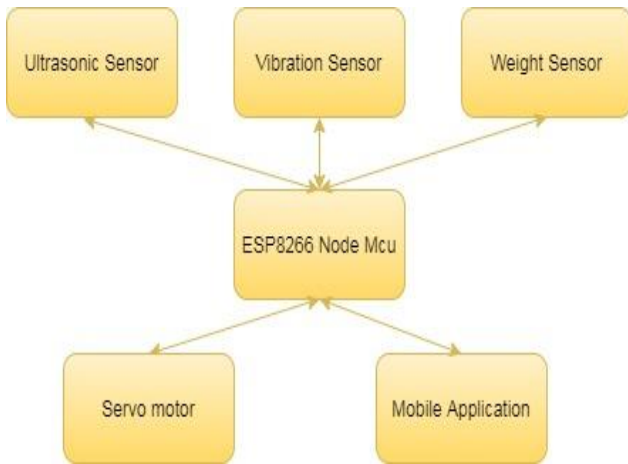 Ultrasonic Sensor
Vibration Sensor
Weight Sensor
ESP8266 Node Mcu
Servo motor
Mobile Application